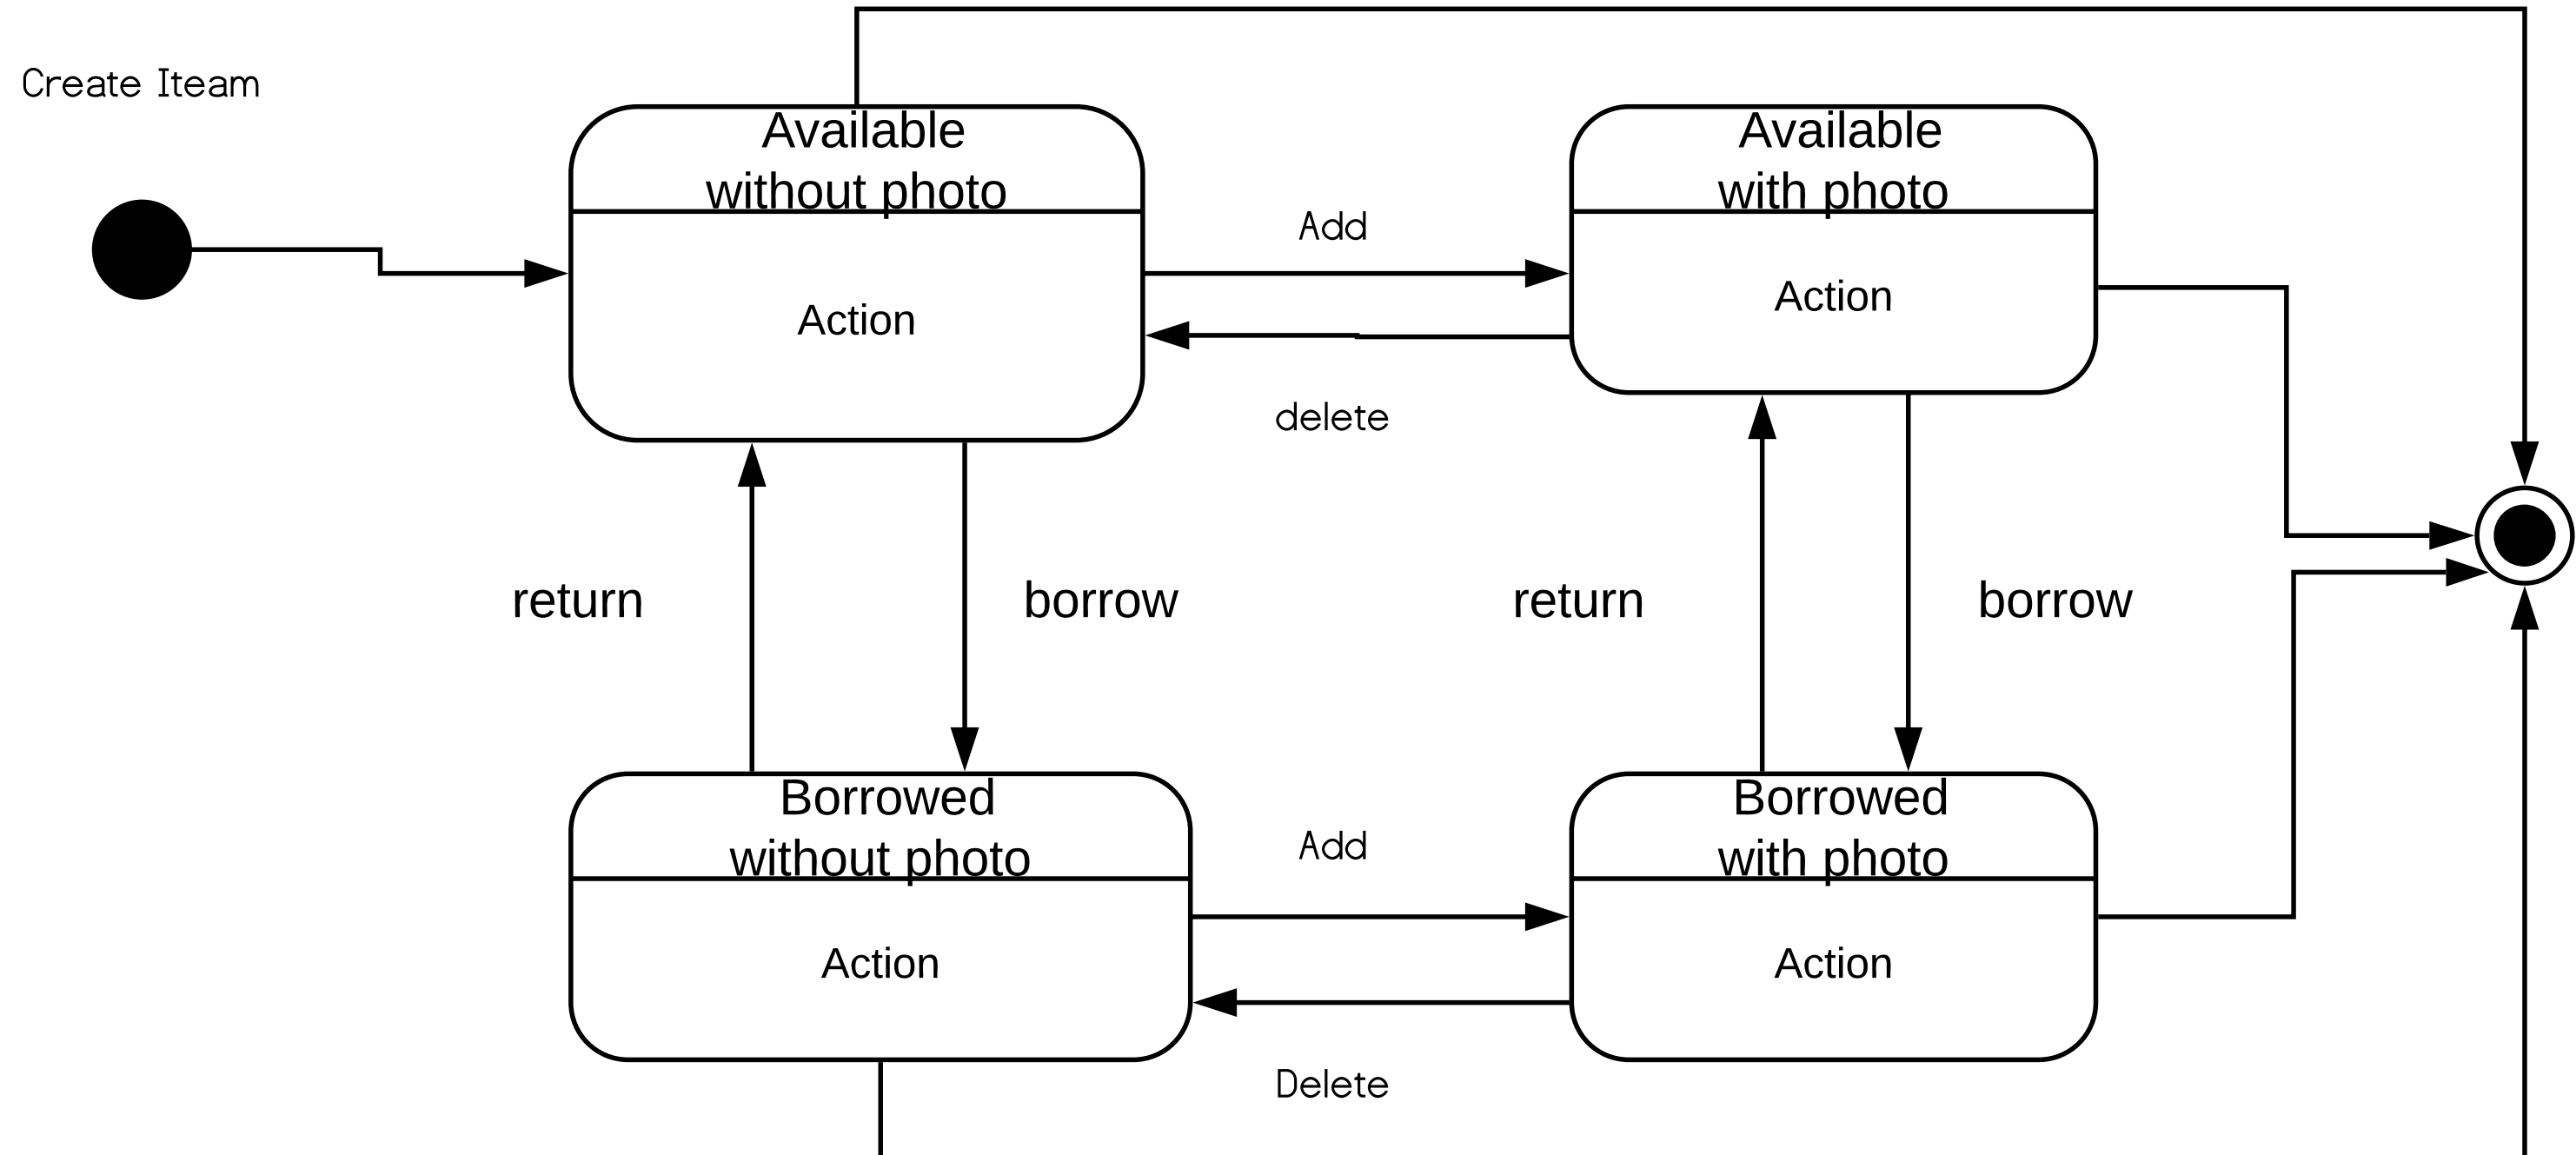 Create Iteam
Available
without photo
Action
Add
delete
Available
with photo
Action
return
borrow
return
borrow
Borrowed
without photo
Action
Add
Delete
Borrowed
with photo
Action